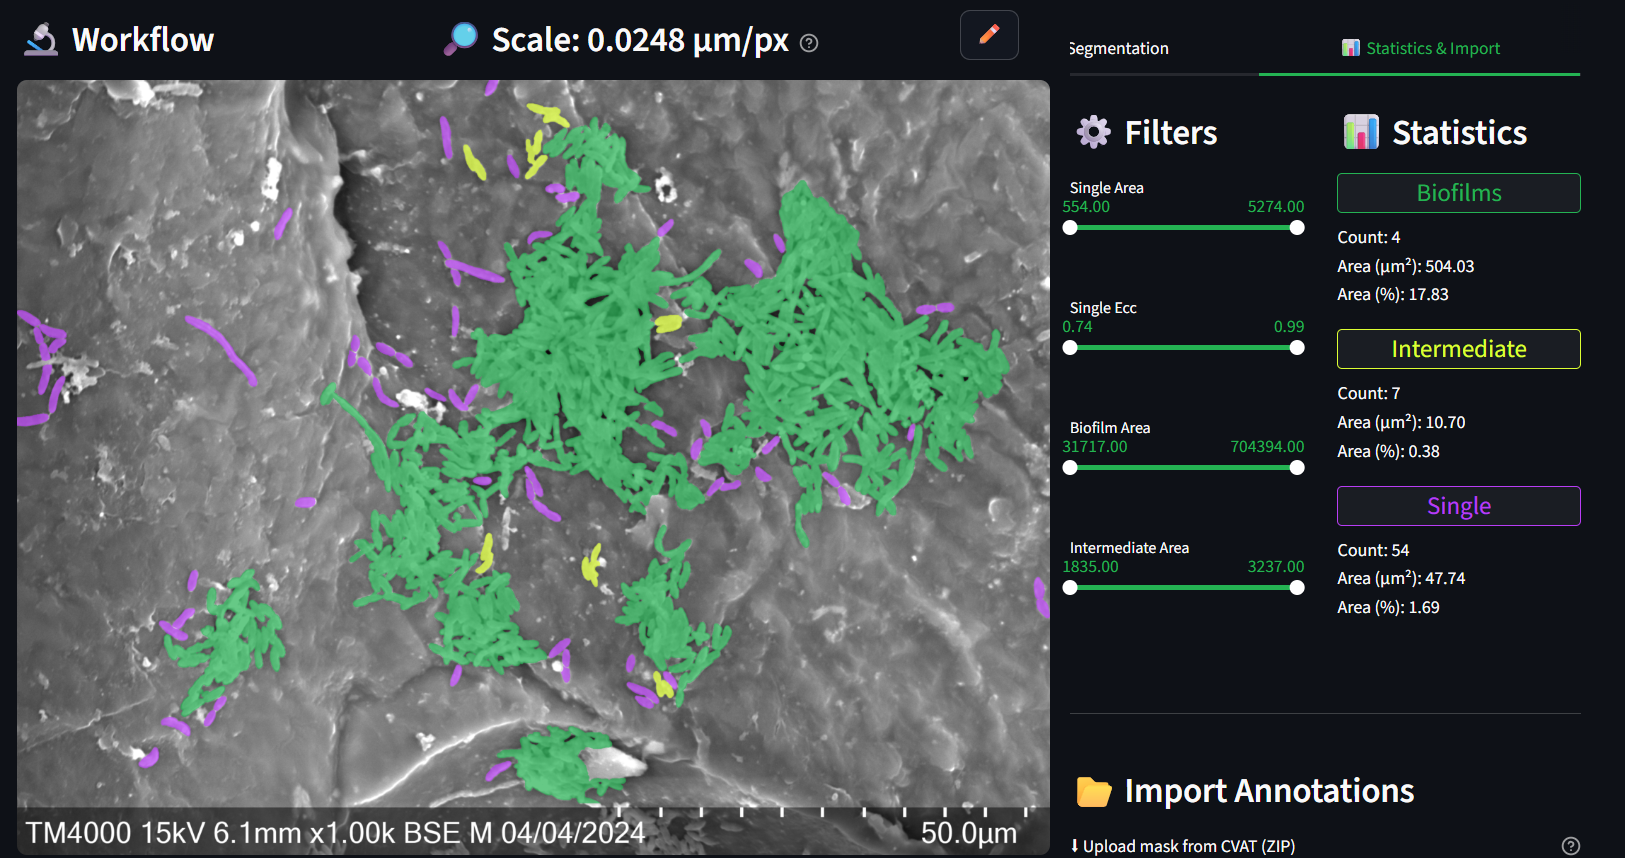 Workflow
Scale: 0.0248 µm/px
Segmentation
Statistics & Import
Filters
Statistics
Single Area
554.00 5274.00
Single Ecc
0.74 0.99
Biofilm Area
31717.00 704394.00
Intermediate Area
1835.00 3237.00
Biofilms
Count: 4
Area (µm²): 504.03
Area (%): 17.83
Intermediate
Count: 7
Area (µm²): 10.70
Area (%): 0.38
Single
Count: 54
Area (µm²): 47.74
Area (%): 1.69
TM4000 15kV 6.1mm x1.00k BSE M 04/04/2024 50.0µm
Import Annotations
Upload mask from CVAT (ZIP)